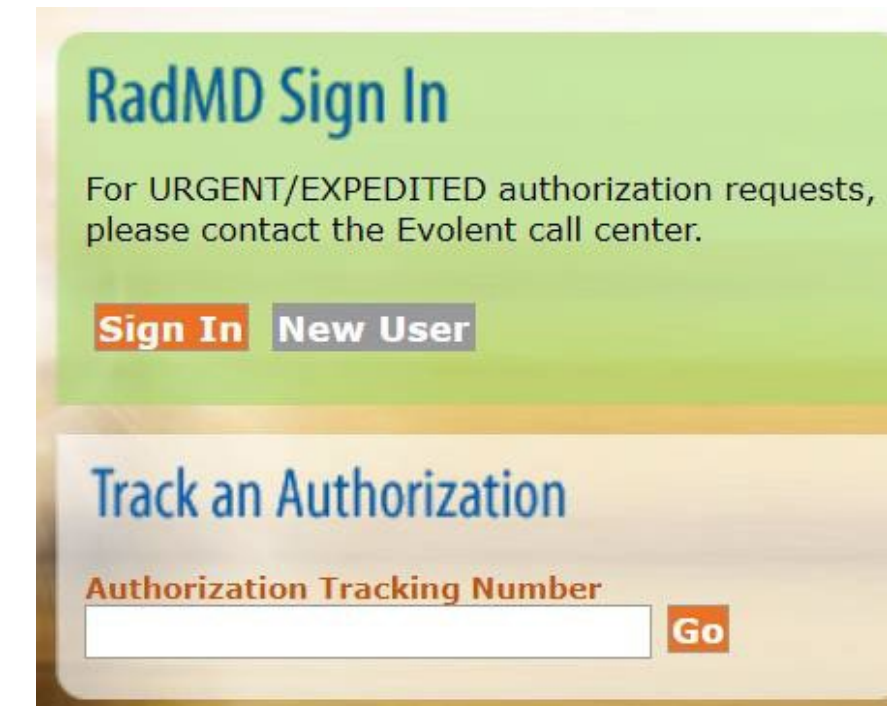 RadMD Sign In
For URGENT/EXPEDITED authorization requests,
please contact the Evolent call center.
Sign In New User
Track an Authorization
Authorization Tracking Number
Go